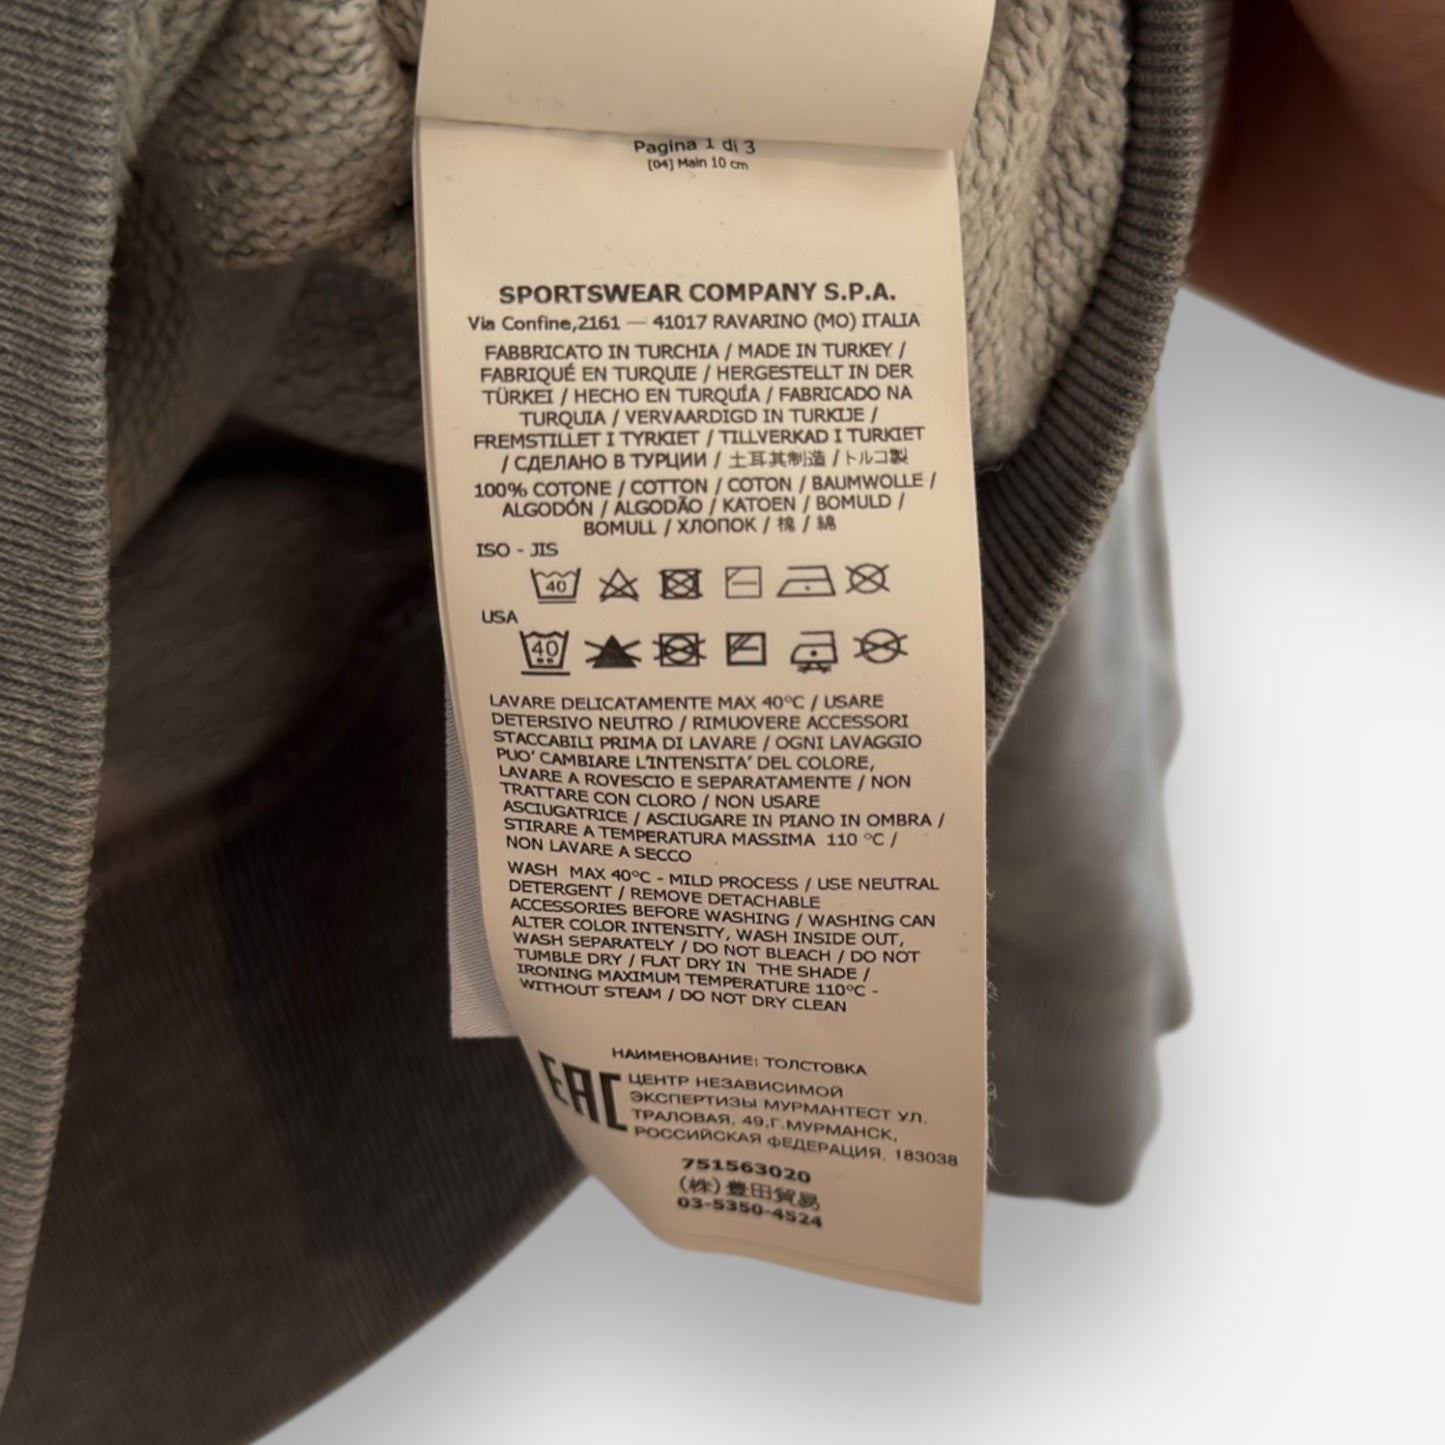 Pagina 1 di 3
[04] Main 10 cm
SPORTSWEAR COMPANY S.P.A.
Via Confine,2161 — 41017 RAVARINO (MO) ITALIA
FABBRICATO IN TURCHIA / MADE IN TURKEY /
FABRIQUÉ EN TURQUIE / HERGESTELLT IN DER
TÜRKEI / HECHO EN TURQUÍA / FABRICADO NA
TURQUIA / VERVAARDIGD IN TURKIJE /
FREMSTILLET I TYRKIET / TILLVERKAD I TURKIET
/ СДЕЛАНО В ТУРЦИИ / 土耳其制造 / トルコ製
100% COTONE / COTTON / COTON / BAUMWOLLE /
ALGODÓN / ALGODÃO / KATOEN / BOMULD /
BOMULL / ХЛОПОК / 棉 / 綿
ISO - JIS
40
USA
40
LAVARE DELICATAMENTE MAX 40°C / USARE
DETERSIVO NEUTRO / RIMUOVERE ACCESSORI
STACCABILI PRIMA DI LAVARE / OGNI LAVAGGIO
PUO' CAMBIARE L'INTENSITA' DEL COLORE,
LAVARE A ROVESCIO E SEPARATAMENTE / NON
TRATTARE CON CLORO / NON USARE
ASCIUGATRICE / ASCIUGARE IN PIANO IN OMBRA /
STIRARE A TEMPERATURA MASSIMA 110 °C /
NON LAVARE A SECCO
WASH MAX 40°C - MILD PROCESS / USE NEUTRAL
DETERGENT / REMOVE DETACHABLE
ACCESSORIES BEFORE WASHING / WASHING CAN
ALTER COLOR INTENSITY, WASH INSIDE OUT,
WASH SEPARATELY / DO NOT BLEACH / DO NOT
TUMBLE DRY / FLAT DRY IN THE SHADE /
IRONING MAXIMUM TEMPERATURE 110°C -
WITHOUT STEAM / DO NOT DRY CLEAN
НАИМЕНОВАНИЕ: ТОЛСТОВКА
EAC
ЦЕНТР НЕЗАВИСИМОЙ
ЭКСПЕРТИЗЫ МУРМАНТЕСТ УЛ.
ТРАЛОВАЯ, 49,Г.МУРМАНСК,
РОССИЙСКАЯ ФЕДЕРАЦИЯ, 183038
751563020
(株)豊田貿易
03-5350-4524